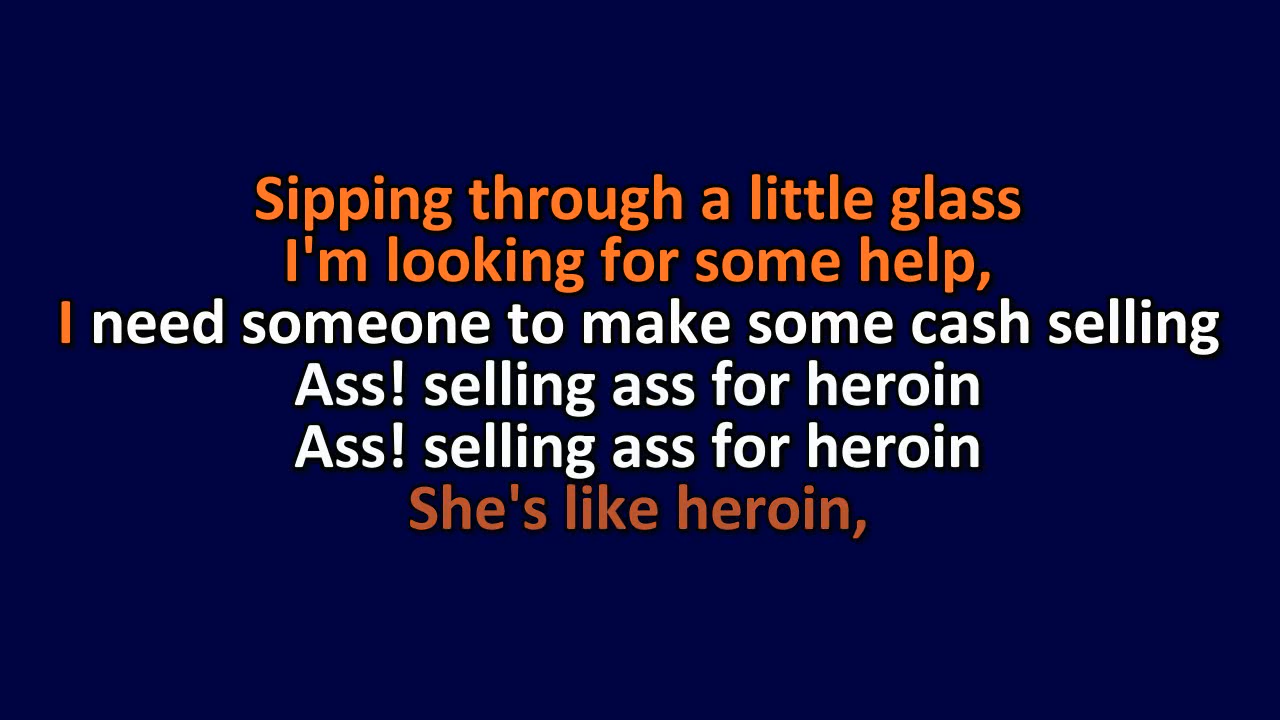 Sipping through a little glass
I'm looking for some help,
I need someone to make some cash selling
Ass! selling ass for heroin
Ass! selling ass for heroin
She's like heroin,